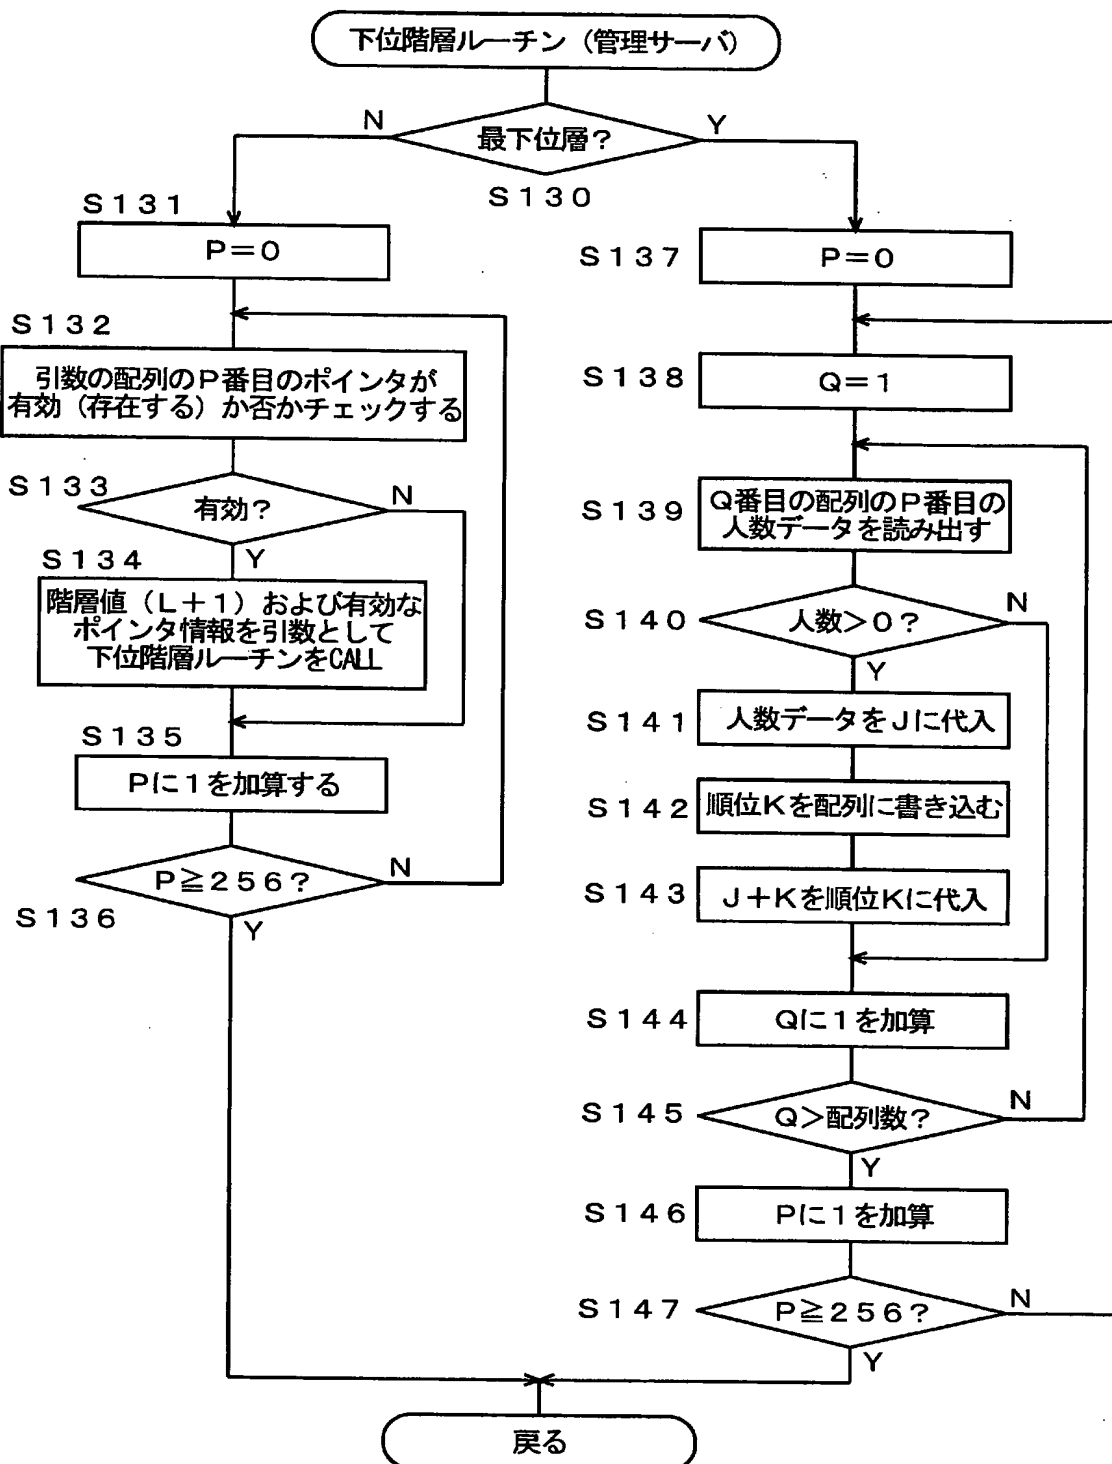 下位階層ルーチン（管理サーバ）
最下位層？
N
Y
S130
S131
P＝0
S132
引数の配列のP番目のポインタが
有効（存在する）か否かチェックする
S133
有効？
N
Y
S134
階層値（L＋1）および有効な
ポインタ情報を引数として
下位階層ルーチンをCALL
S135
Pに1を加算する
P≧256？
N
S136
Y
S137
P＝0
S138
Q＝1
S139
Q番目の配列のP番目の
人数データを読み出す
S140
人数＞0？
N
Y
S141
人数データをJに代入
S142
順位Kを配列に書き込む
S143
J＋Kを順位Kに代入
S144
Qに1を加算
S145
Q＞配列数？
N
Y
S146
Pに1を加算
S147
P≧256？
N
Y
戻る